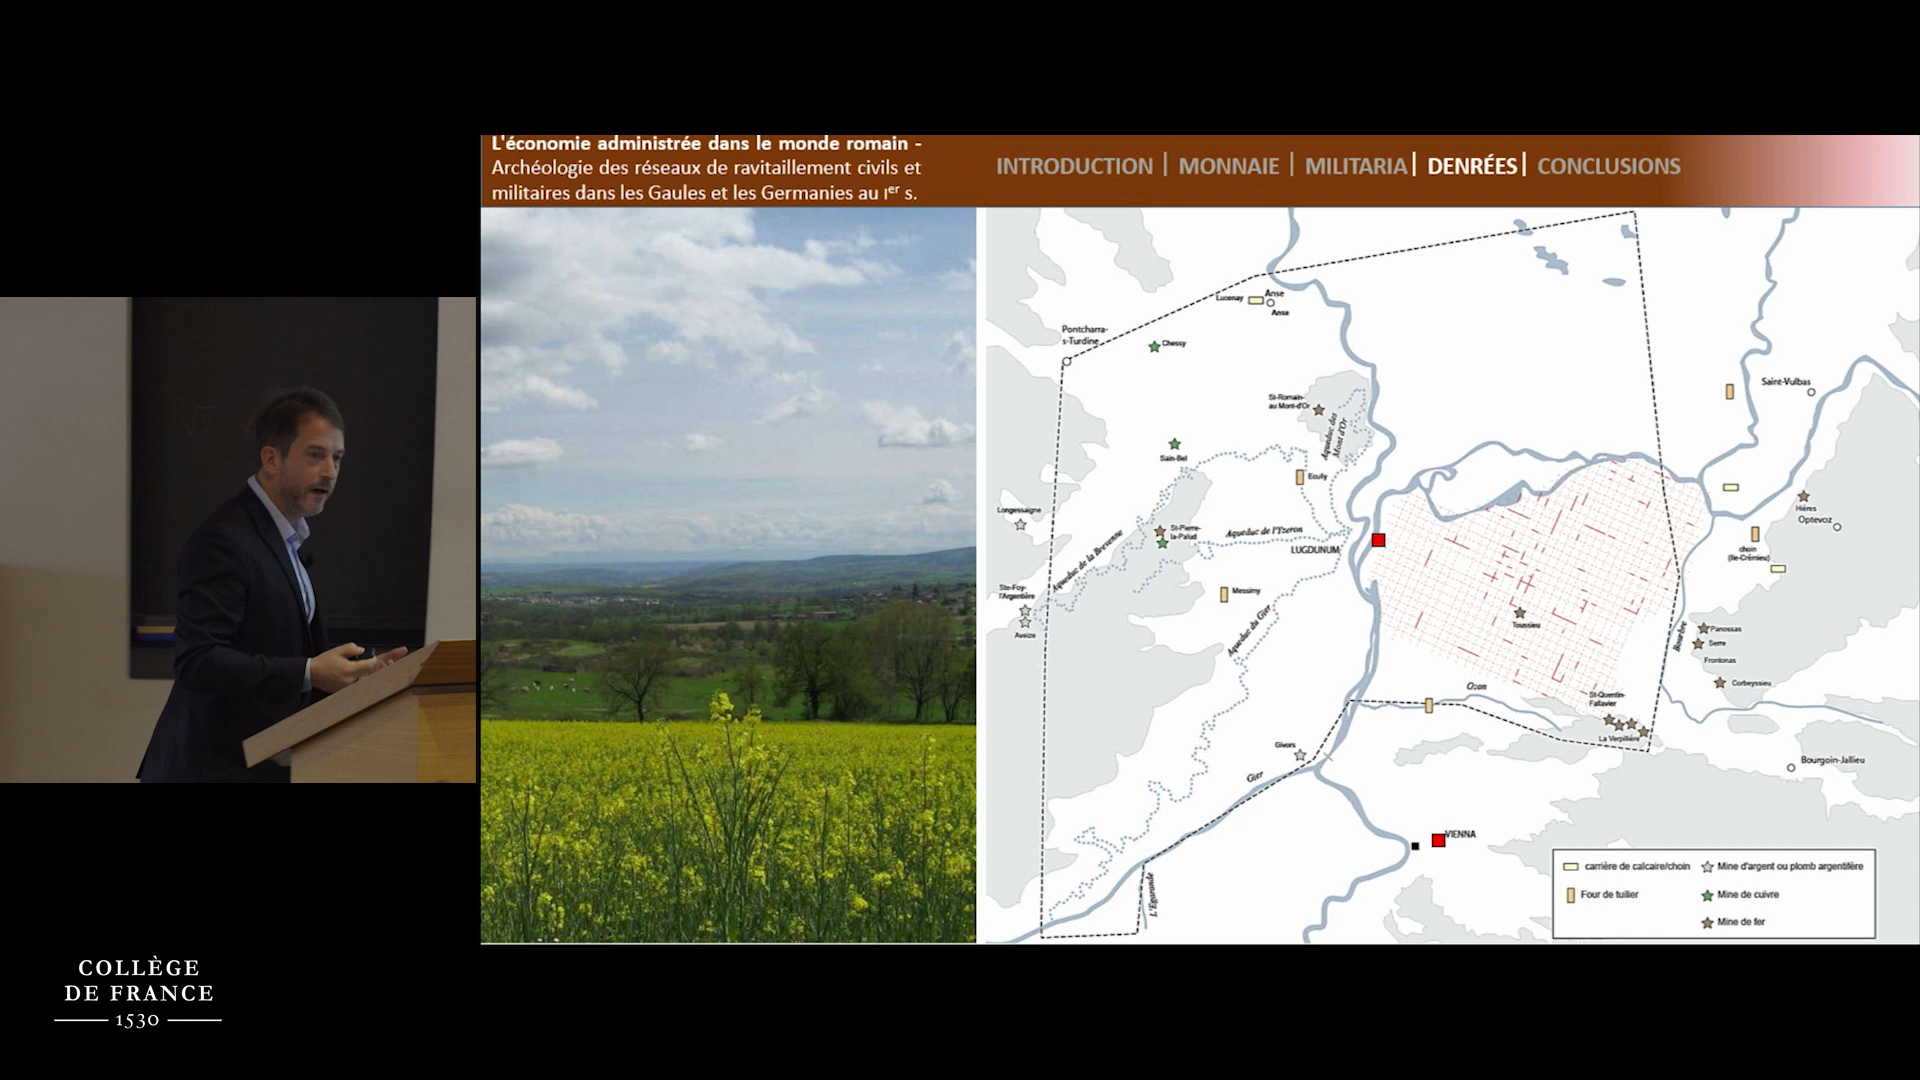 L'économie administrée dans le monde romain -
Archéologie des réseaux de ravitaillement civils et
militaires dans les Gaules et les Germanies au Ier s.
INTRODUCTION | MONNAIE | MILITARIA | DENRÉES | CONCLUSIONS
Lucenay
Anse
Anse
Pontcharra-
s-Turdine
Chessy
Saint-Vulbas
St-Romain-
au Mont-d'Or
Aqueduc des
Mont d'Or
Sain-Bel
Ecully
Longessaigne
Hières
Optevoz
St-Pierre-
la-Palud
Aqueduc de l'Yzeron
LUGDUNUM
Aqueduc de la Brevenne
choin
(Ile-Crémieu)
Ste-Foy-
l'Argentière
Messimy
Aveize
Toussieu
Aqueduc du Gier
Bourbre
Panossas
Serre
Frontonas
Corbeyssieu
Ozon
St-Quentin-
Fallavier
La Verpillière
Givors
Bourgoin-Jallieu
Gier
VIENNA
L'Egarande
carrière de calcaire/choin
Mine d'argent ou plomb argentifère
Four de tuilier
Mine de cuivre
Mine de fer
COLLÈGE
DE FRANCE
1530